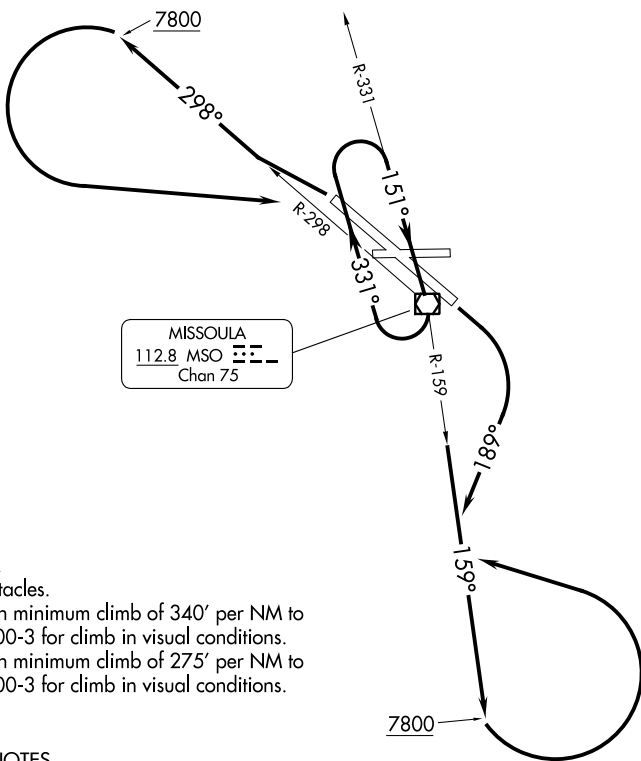 7800
298°
R-331
151°
R-298
331°
MISSOULA
112.8 MSO
Chan 75
R-159
189°
159°
tacles.
n minimum climb of 340' per NM to
00-3 for climb in visual conditions.
n minimum climb of 275' per NM to
00-3 for climb in visual conditions.
7800